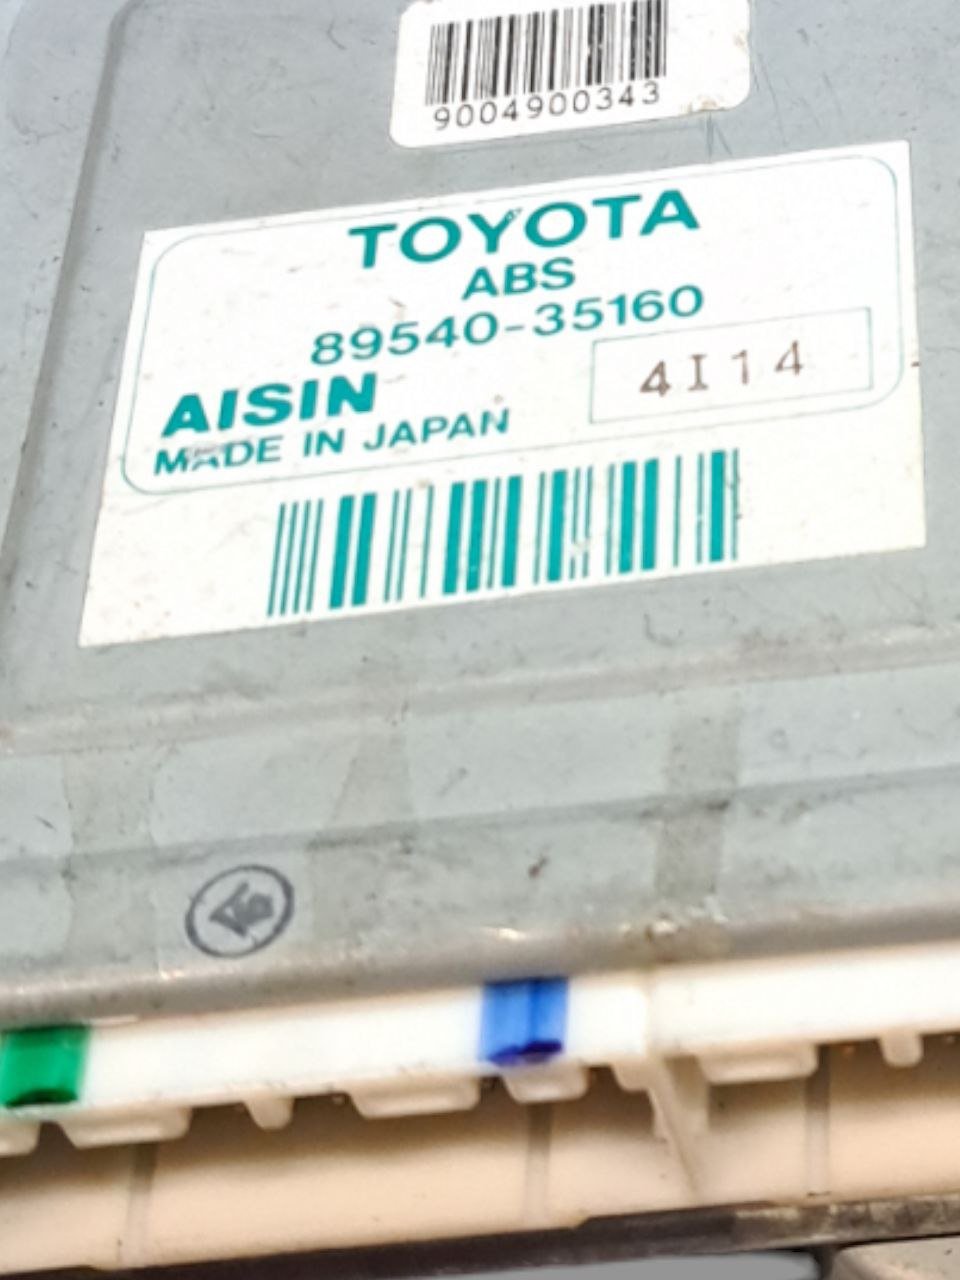 9004900343
TOYOTA
ABS
89540-35160
AISIN 4I14
MADE IN JAPAN